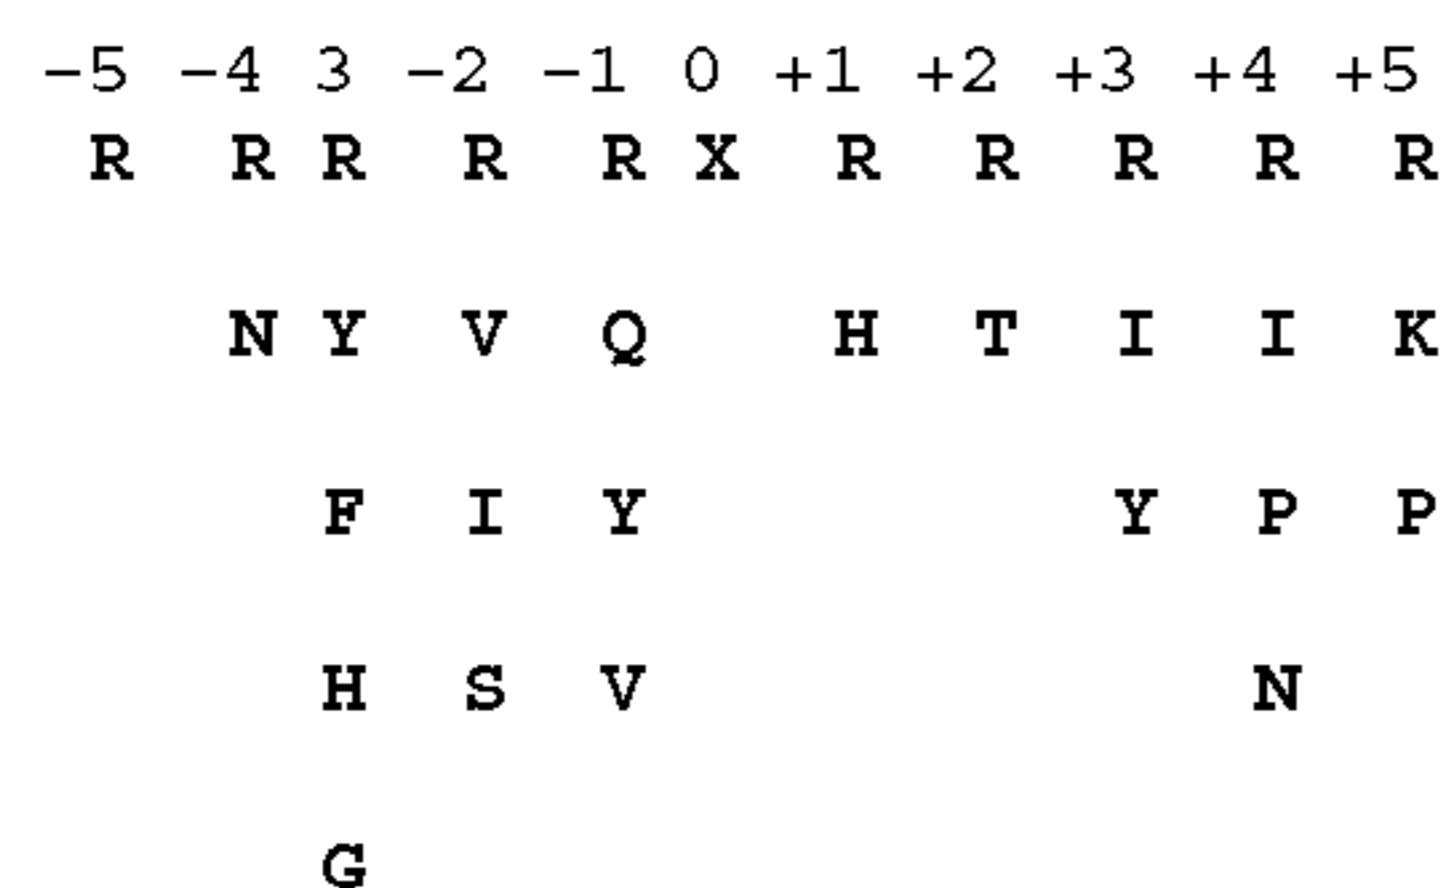 −5 −4 3 −2 −1 0 +1 +2 +3 +4 +5
R R R R R X R R R R R
N Y V Q H T I I K
F I Y Y P P
H S V N
G